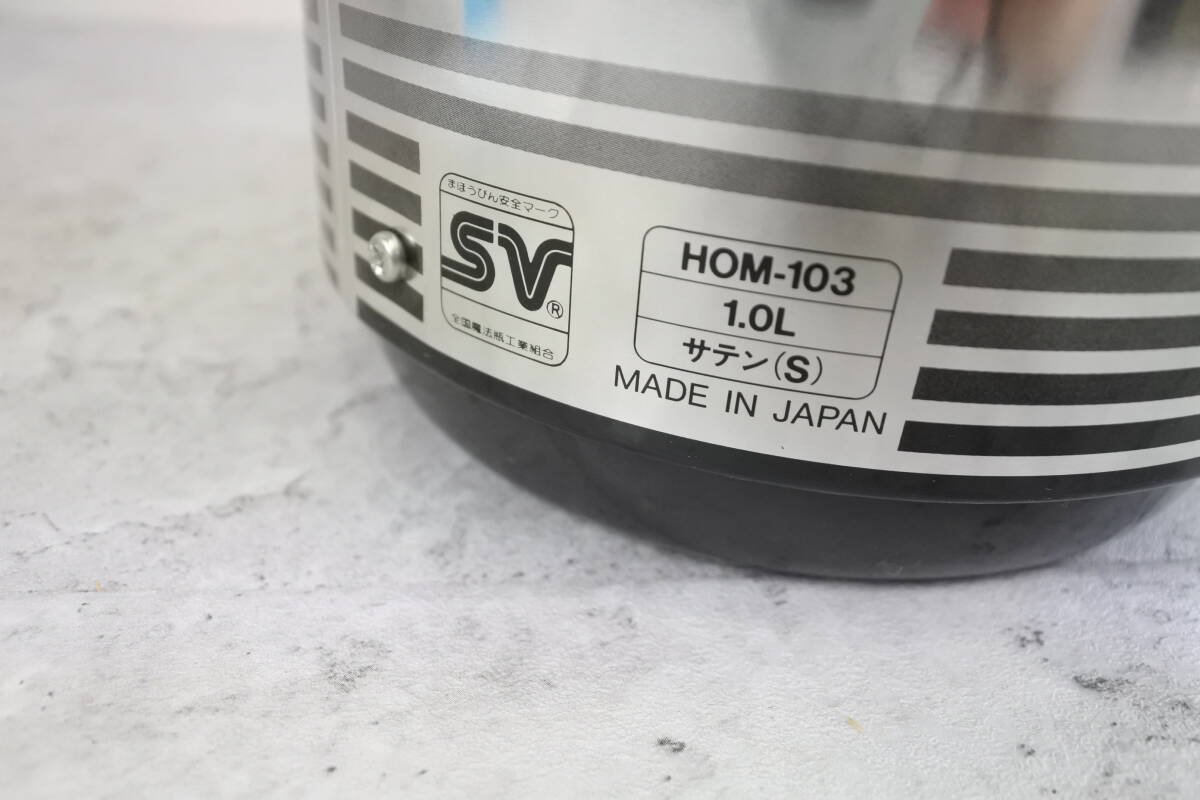 まほうびん安全マーク
SV®
全国魔法瓶工業組合
HOM-103
1.0L
サテン(S)
MADE IN JAPAN